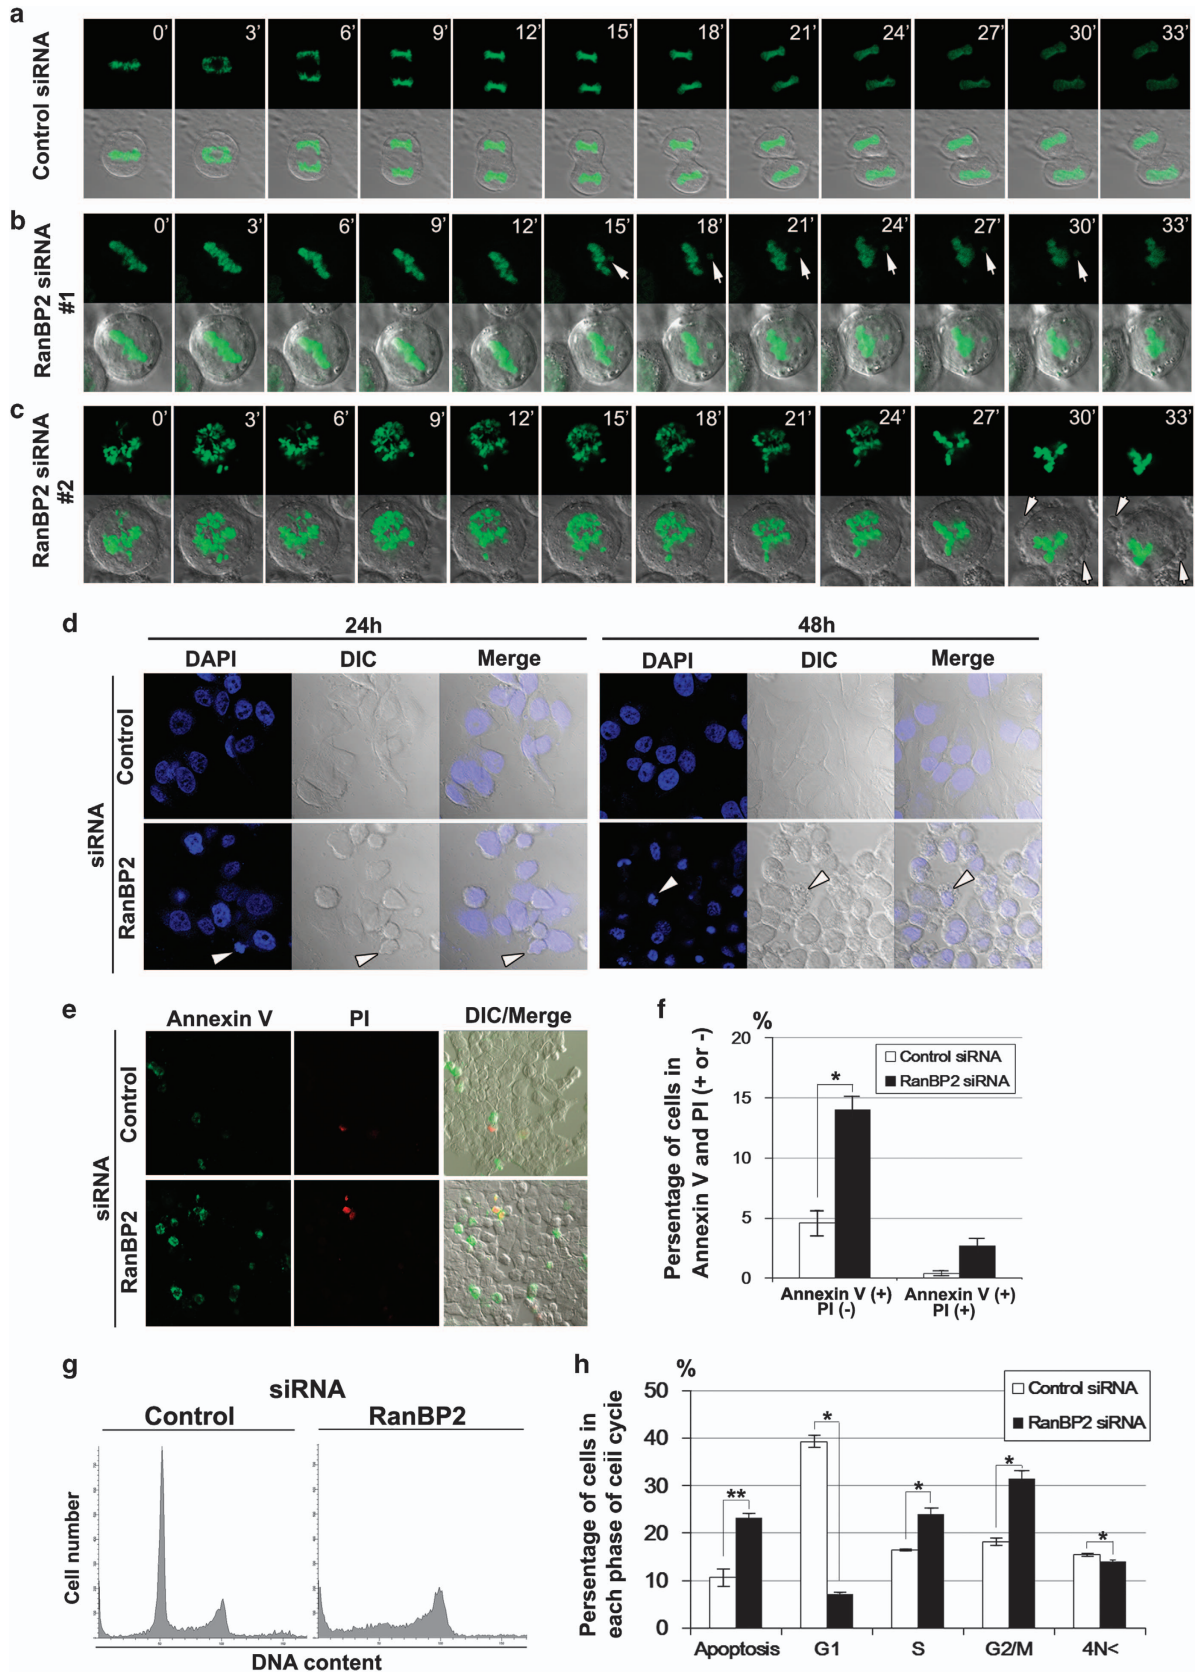 a
Control siRNA
0' 3' 6' 9' 12' 15' 18' 21' 24' 27' 30' 33'
b
RanBP2 siRNA
#1
0' 3' 6' 9' 12' 15' 18' 21' 24' 27' 30' 33'
c
RanBP2 siRNA
#2
0' 3' 6' 9' 12' 15' 18' 21' 24' 27' 30' 33'
d
24h 48h
DAPI DIC Merge DAPI DIC Merge
siRNA
Control
RanBP2
e
Annexin V PI DIC/Merge
siRNA
Control
RanBP2
f
%
Persentage of cells in
Annexin V and PI (+ or -)
20
15
10
5
0
Control siRNA
RanBP2 siRNA
*
Annexin V (+) Annexin V (+)
PI (-) PI (+)
g
siRNA
Control RanBP2
Cell number
DNA content
h
%
Persentage of cells in
each phase of ceii cycle
50
40
30
20
10
0
Control siRNA
RanBP2 siRNA
** * * * *
Apoptosis G1 S G2/M 4N<